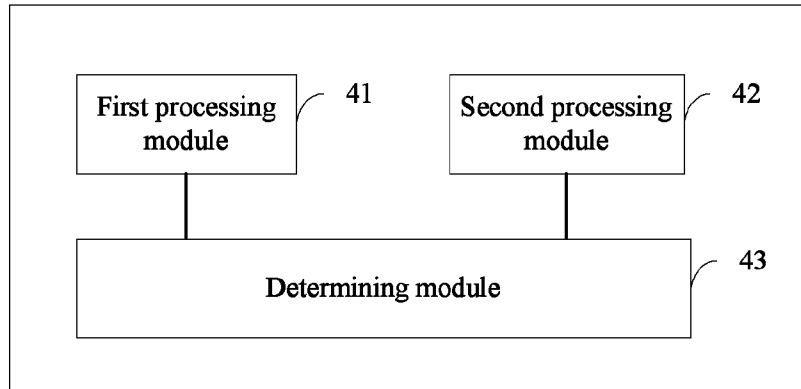 First processing
module
41
Second processing
module
42
Determining module
43